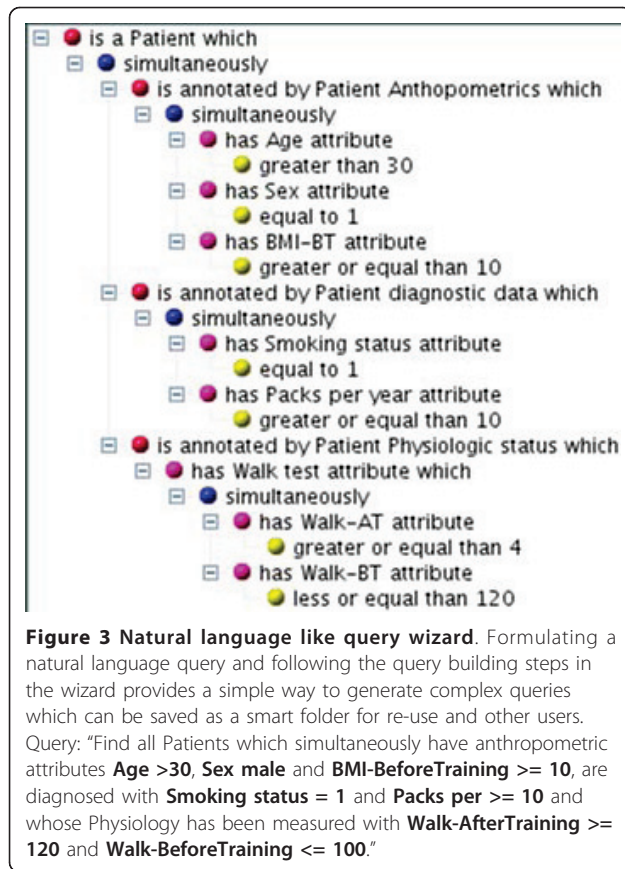 is a Patient which
simultaneously
is annotated by Patient Anthopometrics which
simultaneously
has Age attribute
greater than 30
has Sex attribute
equal to 1
has BMI-BT attribute
greater or equal than 10
is annotated by Patient diagnostic data which
simultaneously
has Smoking status attribute
equal to 1
has Packs per year attribute
greater or equal than 10
is annotated by Patient Physiologic status which
has Walk test attribute which
simultaneously
has Walk-AT attribute
greater or equal than 4
has Walk-BT attribute
less or equal than 120
Figure 3 Natural language like query wizard. Formulating a
natural language query and following the query building steps in
the wizard provides a simple way to generate complex queries
which can be saved as a smart folder for re-use and other users.
Query: “Find all Patients which simultaneously have anthropometric
attributes Age >30, Sex male and BMI-BeforeTraining >= 10, are
diagnosed with Smoking status = 1 and Packs per >= 10 and
whose Physiology has been measured with Walk-AfterTraining >=
120 and Walk-BeforeTraining <= 100.”